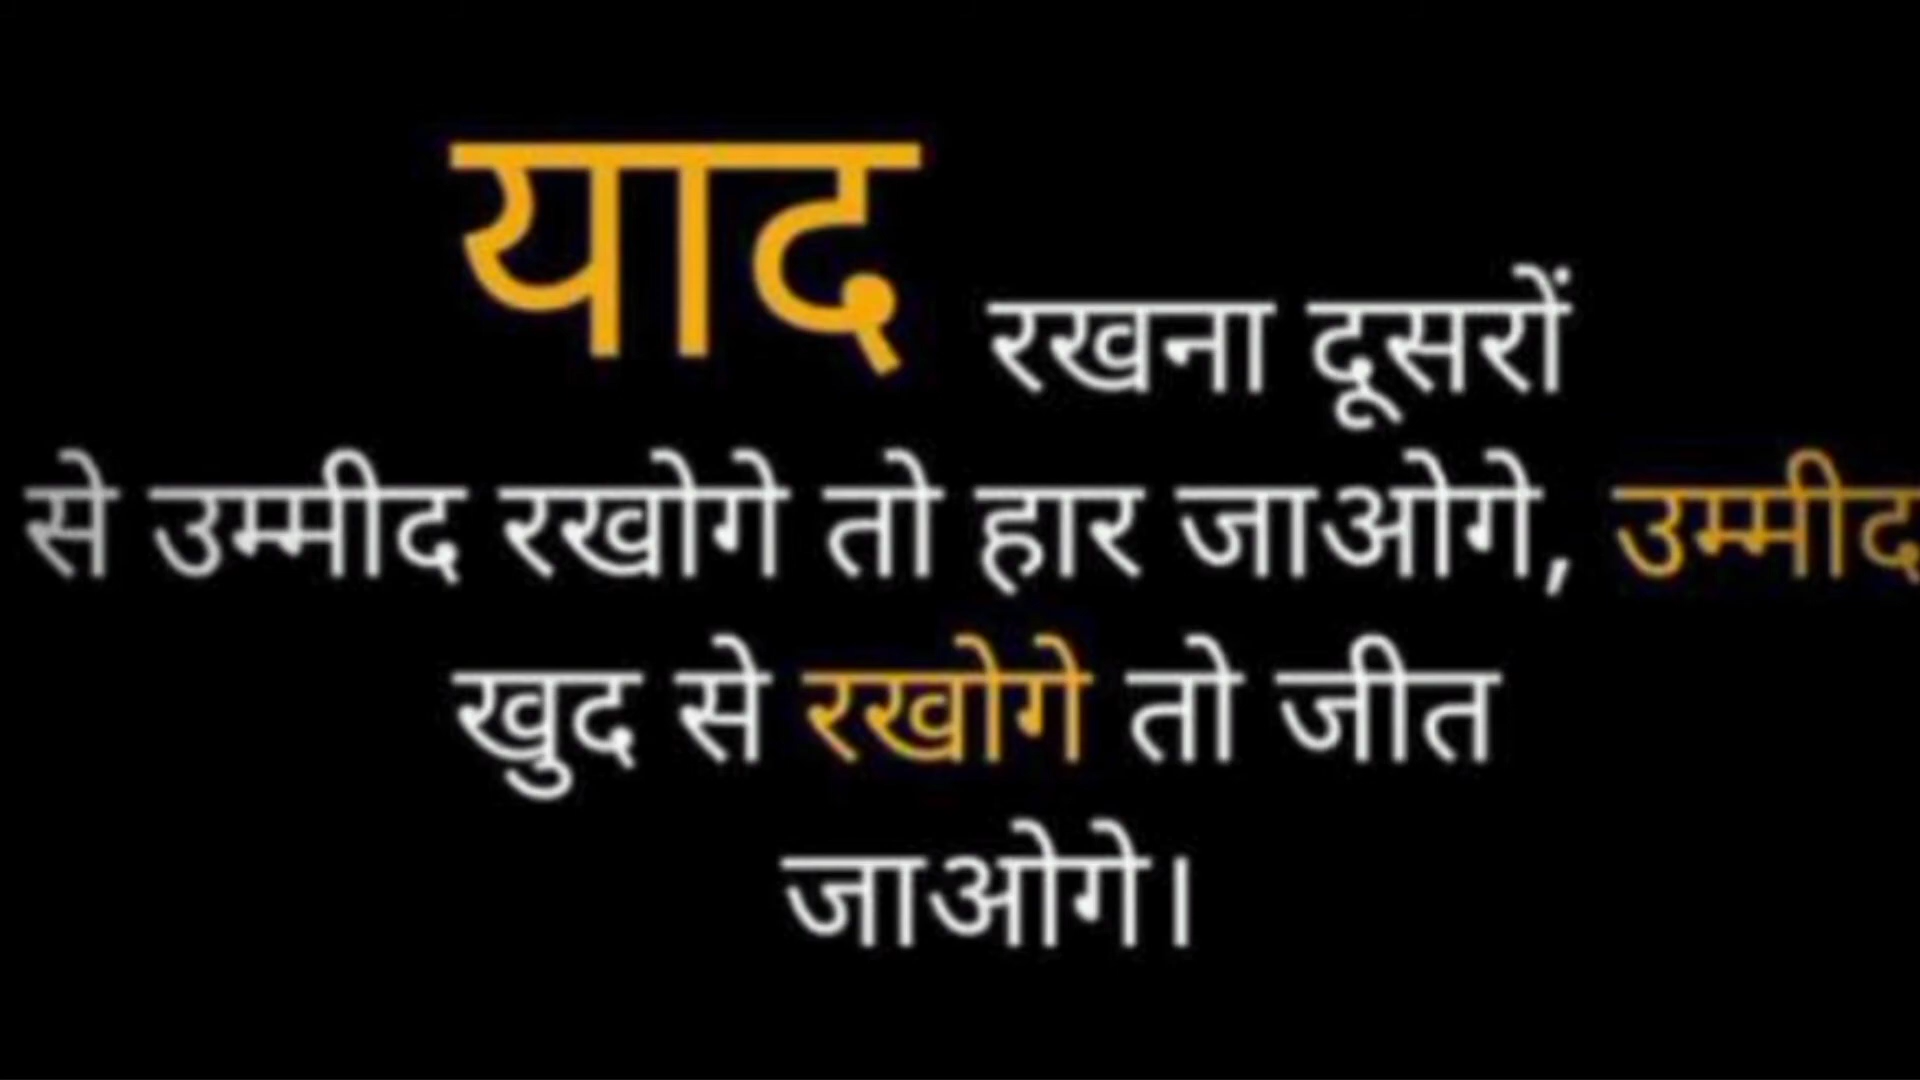 याद रखना दूसरों
से उम्मीद रखोगे तो हार जाओगे, उम्मीद
खुद से रखोगे तो जीत
जाओगे।